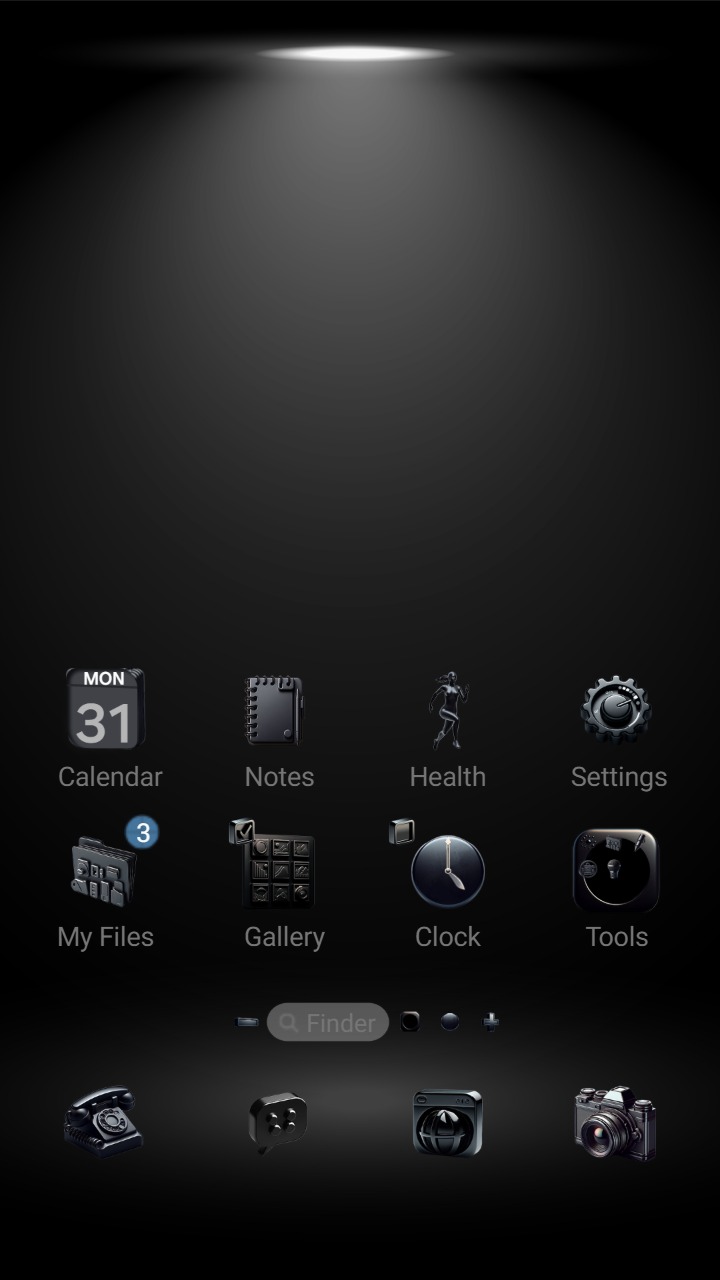 MON
31
Calendar
Notes
Health
Settings
3
My Files
Gallery
Clock
Tools
Finder